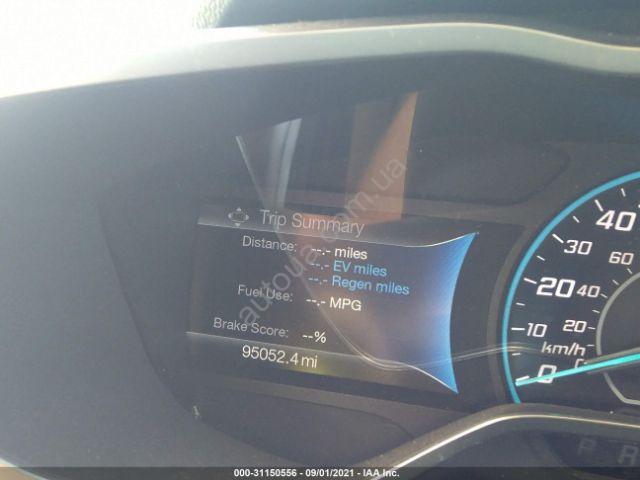 Trip Summary
Distance: --.- miles
--.- EV miles
--.- Regen miles
Fuel Use: --.- MPG
Brake Score: --%
95052.4 mi
40
30
60
20
40
10
20
km/h
0
P R
autoua.com.ua
000-31150556 - 09/01/2021 - IAA Inc.